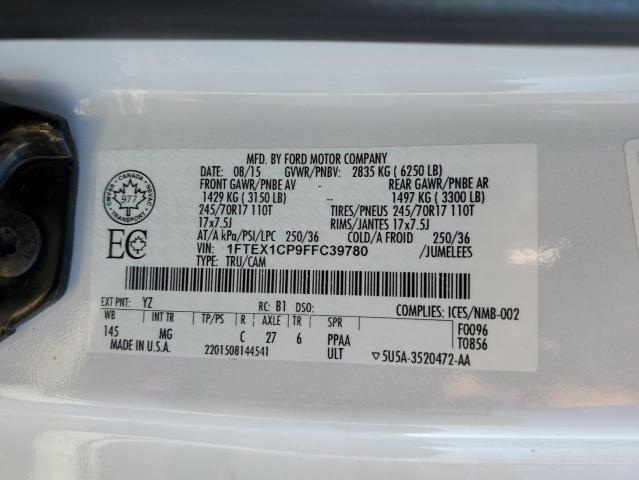 MFD. BY FORD MOTOR COMPANY
DATE: 08/15 GVWR/PNBV: 2835 KG ( 6250 LB)
FRONT GAWR/PNBE AV REAR GAWR/PNBE AR
1429 KG ( 3150 LB) -- 1497 KG ( 3300 LB)
245/70R17 110T TIRES/PNEUS 245/70R17 110T
17x7.5J RIMS/JANTES 17x7.5J
AT/A kPa/PSI/LPC 250/36 COLD/A FROID 250/36
VIN: 1FTEX1CP9FFC39780 /JUMELEES
TYPE: TRU/CAM
CANADA
977
TRANSPORT
EC
EXT PNT: YZ RC: B1 DSO: COMPLIES: ICES/NMB-002
WB INT TR TP/PS R AXLE TR SPR F0096
145 MG C 27 6 PPAA T0856
MADE IN U.S.A. 2201508144541 ULT ▽5U5A-3520472-AA